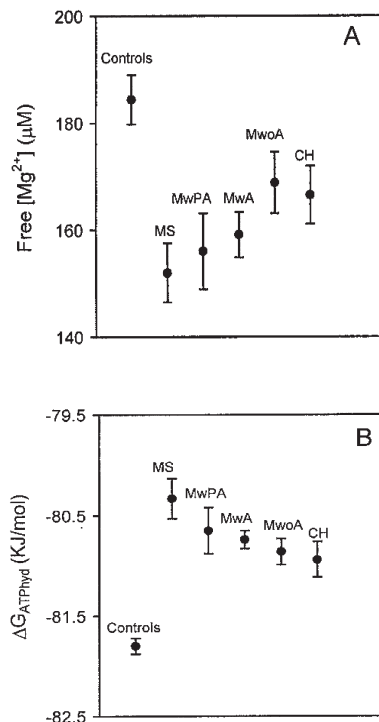 A
200
180
160
140
Free [Mg²⁺] (µM)
Controls
MS
MwPA
MwA
MwoA
CH
B
-79.5
-80.5
-81.5
-82.5
ΔG_ATPhyd (KJ/mol)
MS
MwPA
MwA
MwoA
CH
Controls